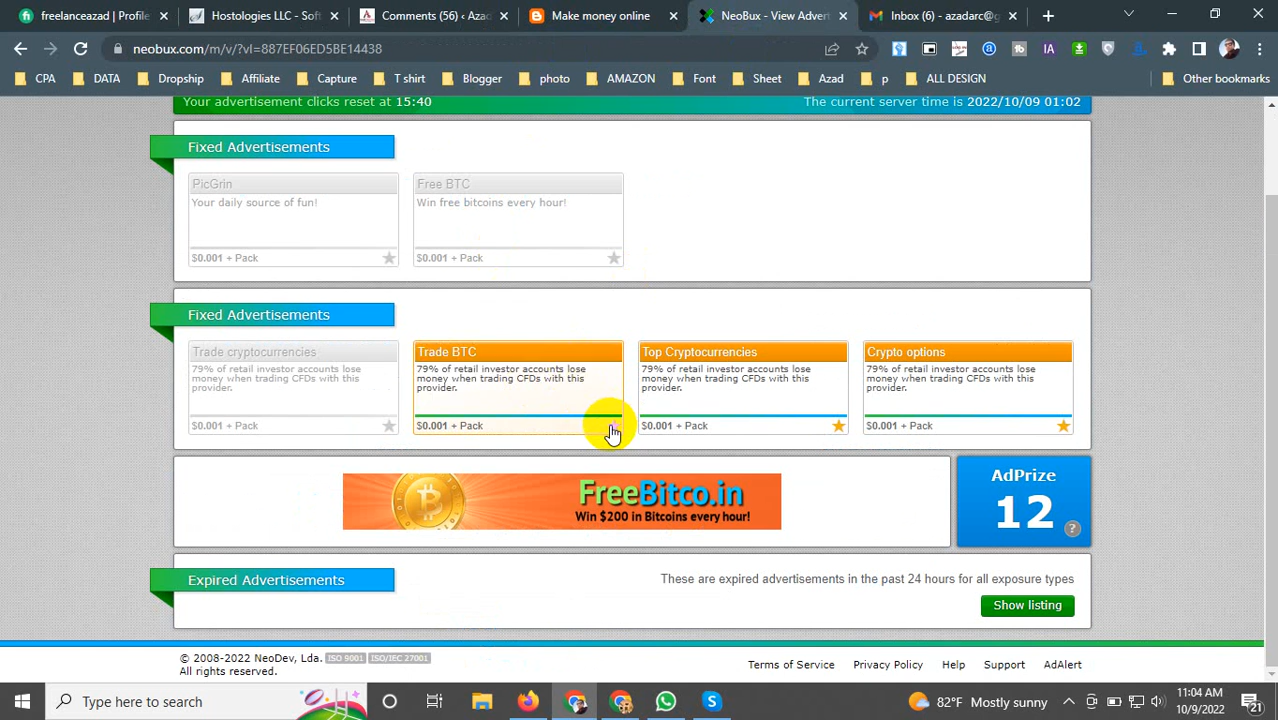 freelanceazad | Profile
Hostologies LLC - Soft
Comments (56) ‹ Azad
Make money online
NeoBux - View Advert
Inbox (6) - azadarc@g
neobux.com/m/v/?vl=887EF06ED5BE14438
CPA DATA Dropship Affiliate Capture T shirt Blogger photo AMAZON Font Sheet Azad p ALL DESIGN Other bookmarks
Your advertisement clicks reset at 15:40 The current server time is 2022/10/09 01:02
Fixed Advertisements
PicGrin
Your daily source of fun!
$0.001 + Pack
Free BTC
Win free bitcoins every hour!
$0.001 + Pack
Fixed Advertisements
Trade cryptocurrencies
79% of retail investor accounts lose
money when trading CFDs with this
provider.
$0.001 + Pack
Trade BTC
79% of retail investor accounts lose
money when trading CFDs with this
provider.
$0.001 + Pack
Top Cryptocurrencies
79% of retail investor accounts lose
money when trading CFDs with this
provider.
$0.001 + Pack
Crypto options
79% of retail investor accounts lose
money when trading CFDs with this
provider.
$0.001 + Pack
FreeBitco.in
Win $200 in Bitcoins every hour!
AdPrize
12
?
Expired Advertisements
These are expired advertisements in the past 24 hours for all exposure types
Show listing
© 2008-2022 NeoDev, Lda. ISO 9001 ISO/IEC 27001
All rights reserved.
Terms of Service Privacy Policy Help Support AdAlert
Type here to search
82°F Mostly sunny
11:04 AM
10/9/2022
21